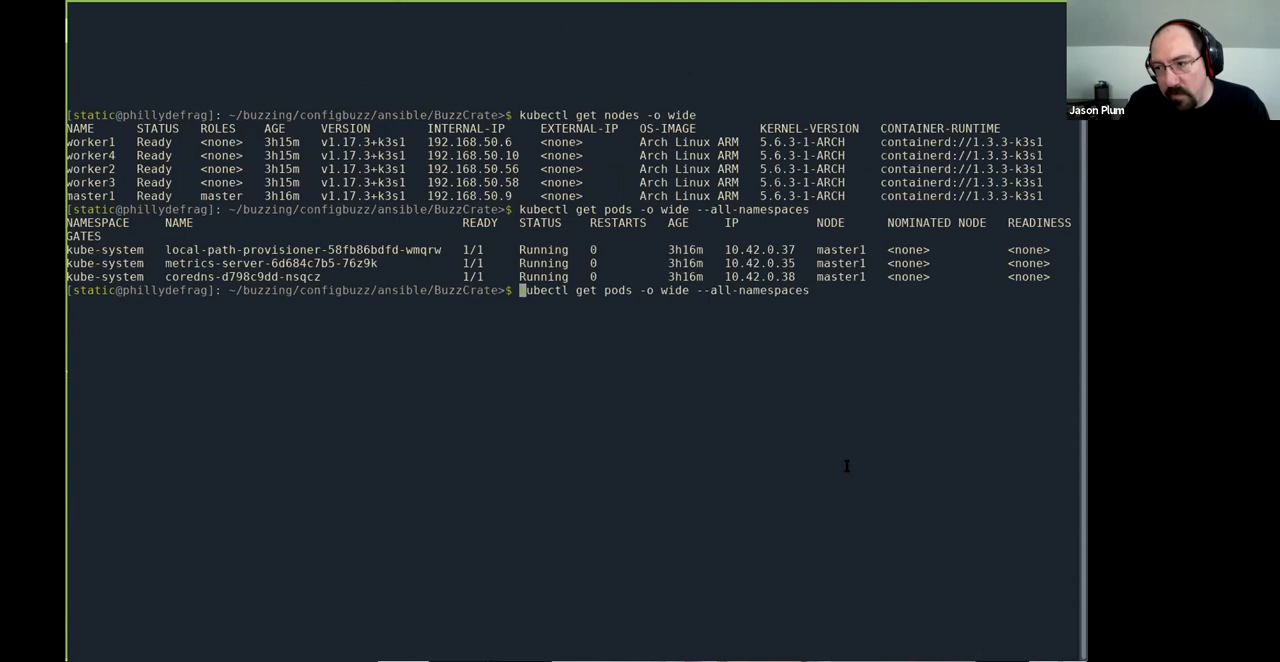 [static@phillydefrag]: ~/buzzing/configbuzz/ansible/BuzzCrate>$ kubectl get nodes -o wide
NAME STATUS ROLES AGE VERSION INTERNAL-IP EXTERNAL-IP OS-IMAGE KERNEL-VERSION CONTAINER-RUNTIME
worker1 Ready <none> 3h15m v1.17.3+k3s1 192.168.50.6 <none> Arch Linux ARM 5.6.3-1-ARCH containerd://1.3.3-k3s1
worker4 Ready <none> 3h15m v1.17.3+k3s1 192.168.50.10 <none> Arch Linux ARM 5.6.3-1-ARCH containerd://1.3.3-k3s1
worker2 Ready <none> 3h15m v1.17.3+k3s1 192.168.50.56 <none> Arch Linux ARM 5.6.3-1-ARCH containerd://1.3.3-k3s1
worker3 Ready <none> 3h15m v1.17.3+k3s1 192.168.50.58 <none> Arch Linux ARM 5.6.3-1-ARCH containerd://1.3.3-k3s1
master1 Ready master 3h16m v1.17.3+k3s1 192.168.50.9 <none> Arch Linux ARM 5.6.3-1-ARCH containerd://1.3.3-k3s1
[static@phillydefrag]: ~/buzzing/configbuzz/ansible/BuzzCrate>$ kubectl get pods -o wide --all-namespaces
NAMESPACE NAME READY STATUS RESTARTS AGE IP NODE NOMINATED NODE READINESS
GATES
kube-system local-path-provisioner-58fb86bdfd-wmqrw 1/1 Running 0 3h16m 10.42.0.37 master1 <none> <none>
kube-system metrics-server-6d684c7b5-76z9k 1/1 Running 0 3h16m 10.42.0.35 master1 <none> <none>
kube-system coredns-d798c9dd-nsqcz 1/1 Running 0 3h16m 10.42.0.38 master1 <none> <none>
[static@phillydefrag]: ~/buzzing/configbuzz/ansible/BuzzCrate>$ kubectl get pods -o wide --all-namespaces
Jason Plum